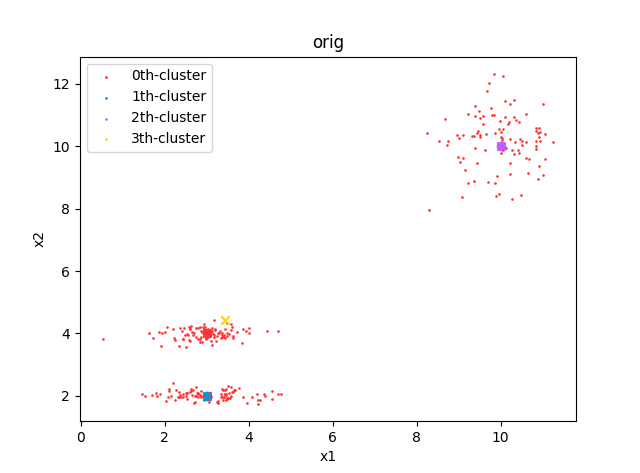 orig
0th-cluster
1th-cluster
2th-cluster
3th-cluster
12
10
8
6
4
2
x2
0 2 4 6 8 10
x1